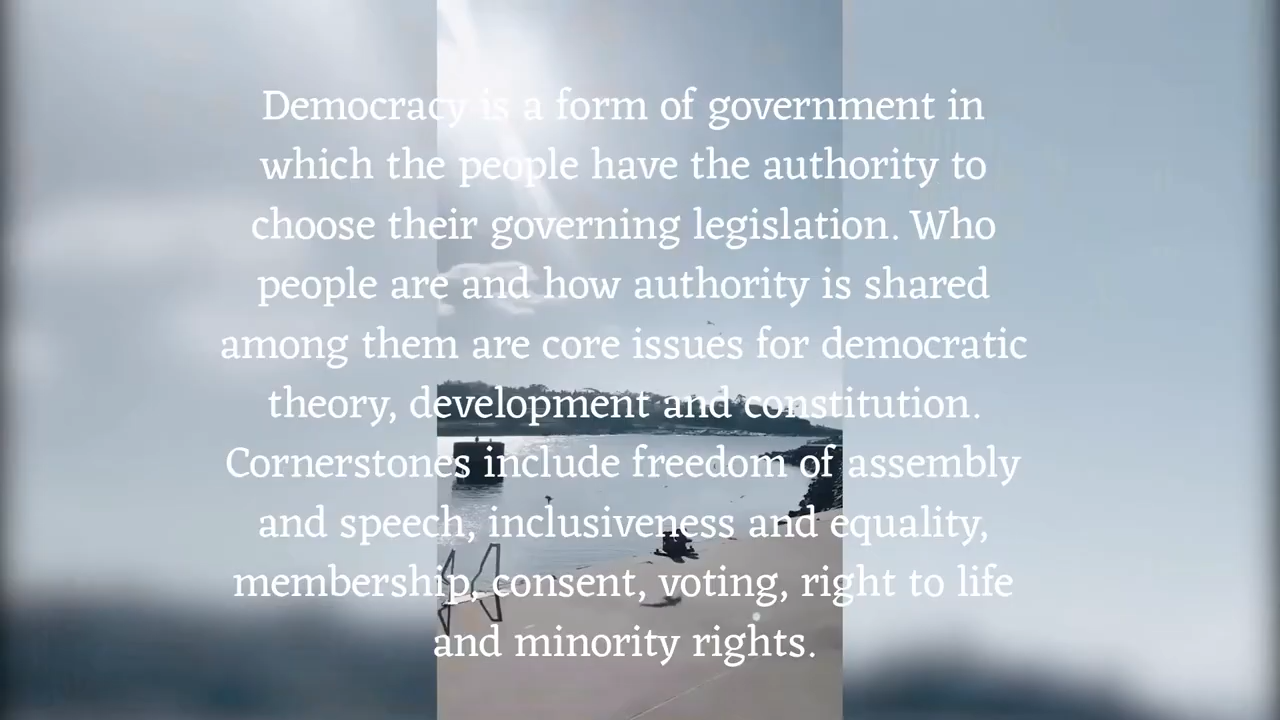 Democracy is a form of government in
which the people have the authority to
choose their governing legislation. Who
people are and how authority is shared
among them are core issues for democratic
theory, development and constitution.
Cornerstones include freedom of assembly
and speech, inclusiveness and equality,
membership, consent, voting, right to life
and minority rights.